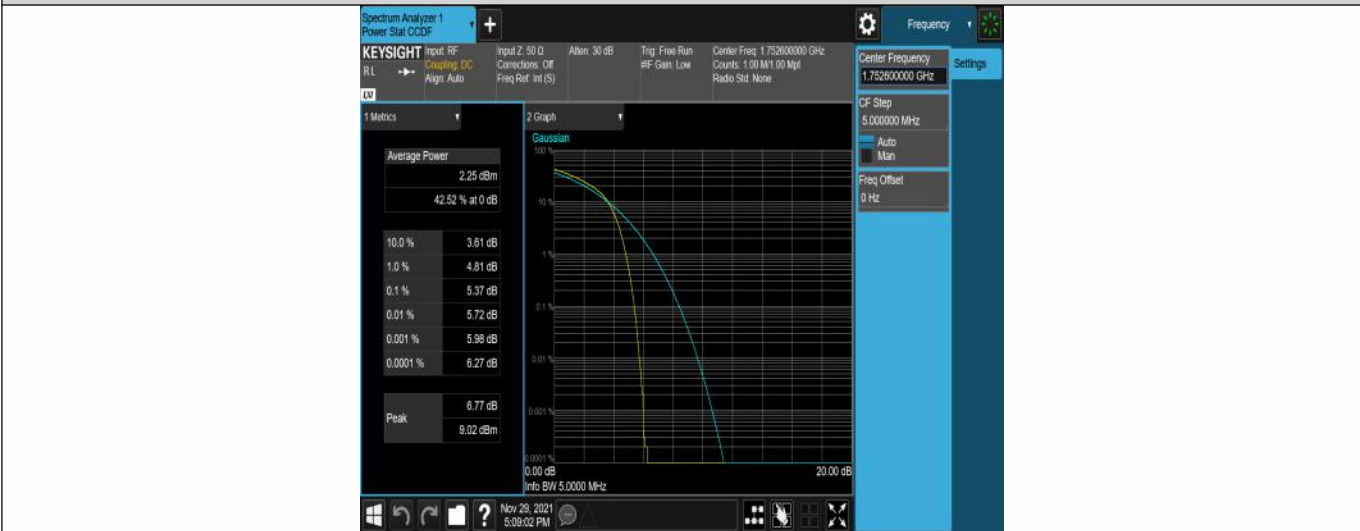 Spectrum Analyzer 1
Power Stat CCDF
+
Frequency
KEYSIGHT
RL
LXI
Input: RF
Coupling: DC
Align: Auto
Input Z: 50 Ω
Corrections: Off
Freq Ref: Int (S)
Atten: 30 dB
Trig: Free Run
#IF Gain: Low
Center Freq: 1.752600000 GHz
Counts: 1.00 M/1.00 Mpt
Radio Std: None
Center Frequency
1.752600000 GHz
Settings
CF Step
5.000000 MHz
Auto
Man
Freq Offset
0 Hz
1 Metrics
Average Power
2.25 dBm
42.52 % at 0 dB
10.0 % 3.61 dB
1.0 % 4.81 dB
0.1 % 5.37 dB
0.01 % 5.72 dB
0.001 % 5.98 dB
0.0001 % 6.27 dB
Peak
6.77 dB
9.02 dBm
2 Graph
Gaussian
100 %
10 %
1 %
0.1 %
0.01 %
0.001 %
0.0001 %
0.00 dB
20.00 dB
Info BW 5.0000 MHz
?
Nov 29, 2021
5:09:02 PM